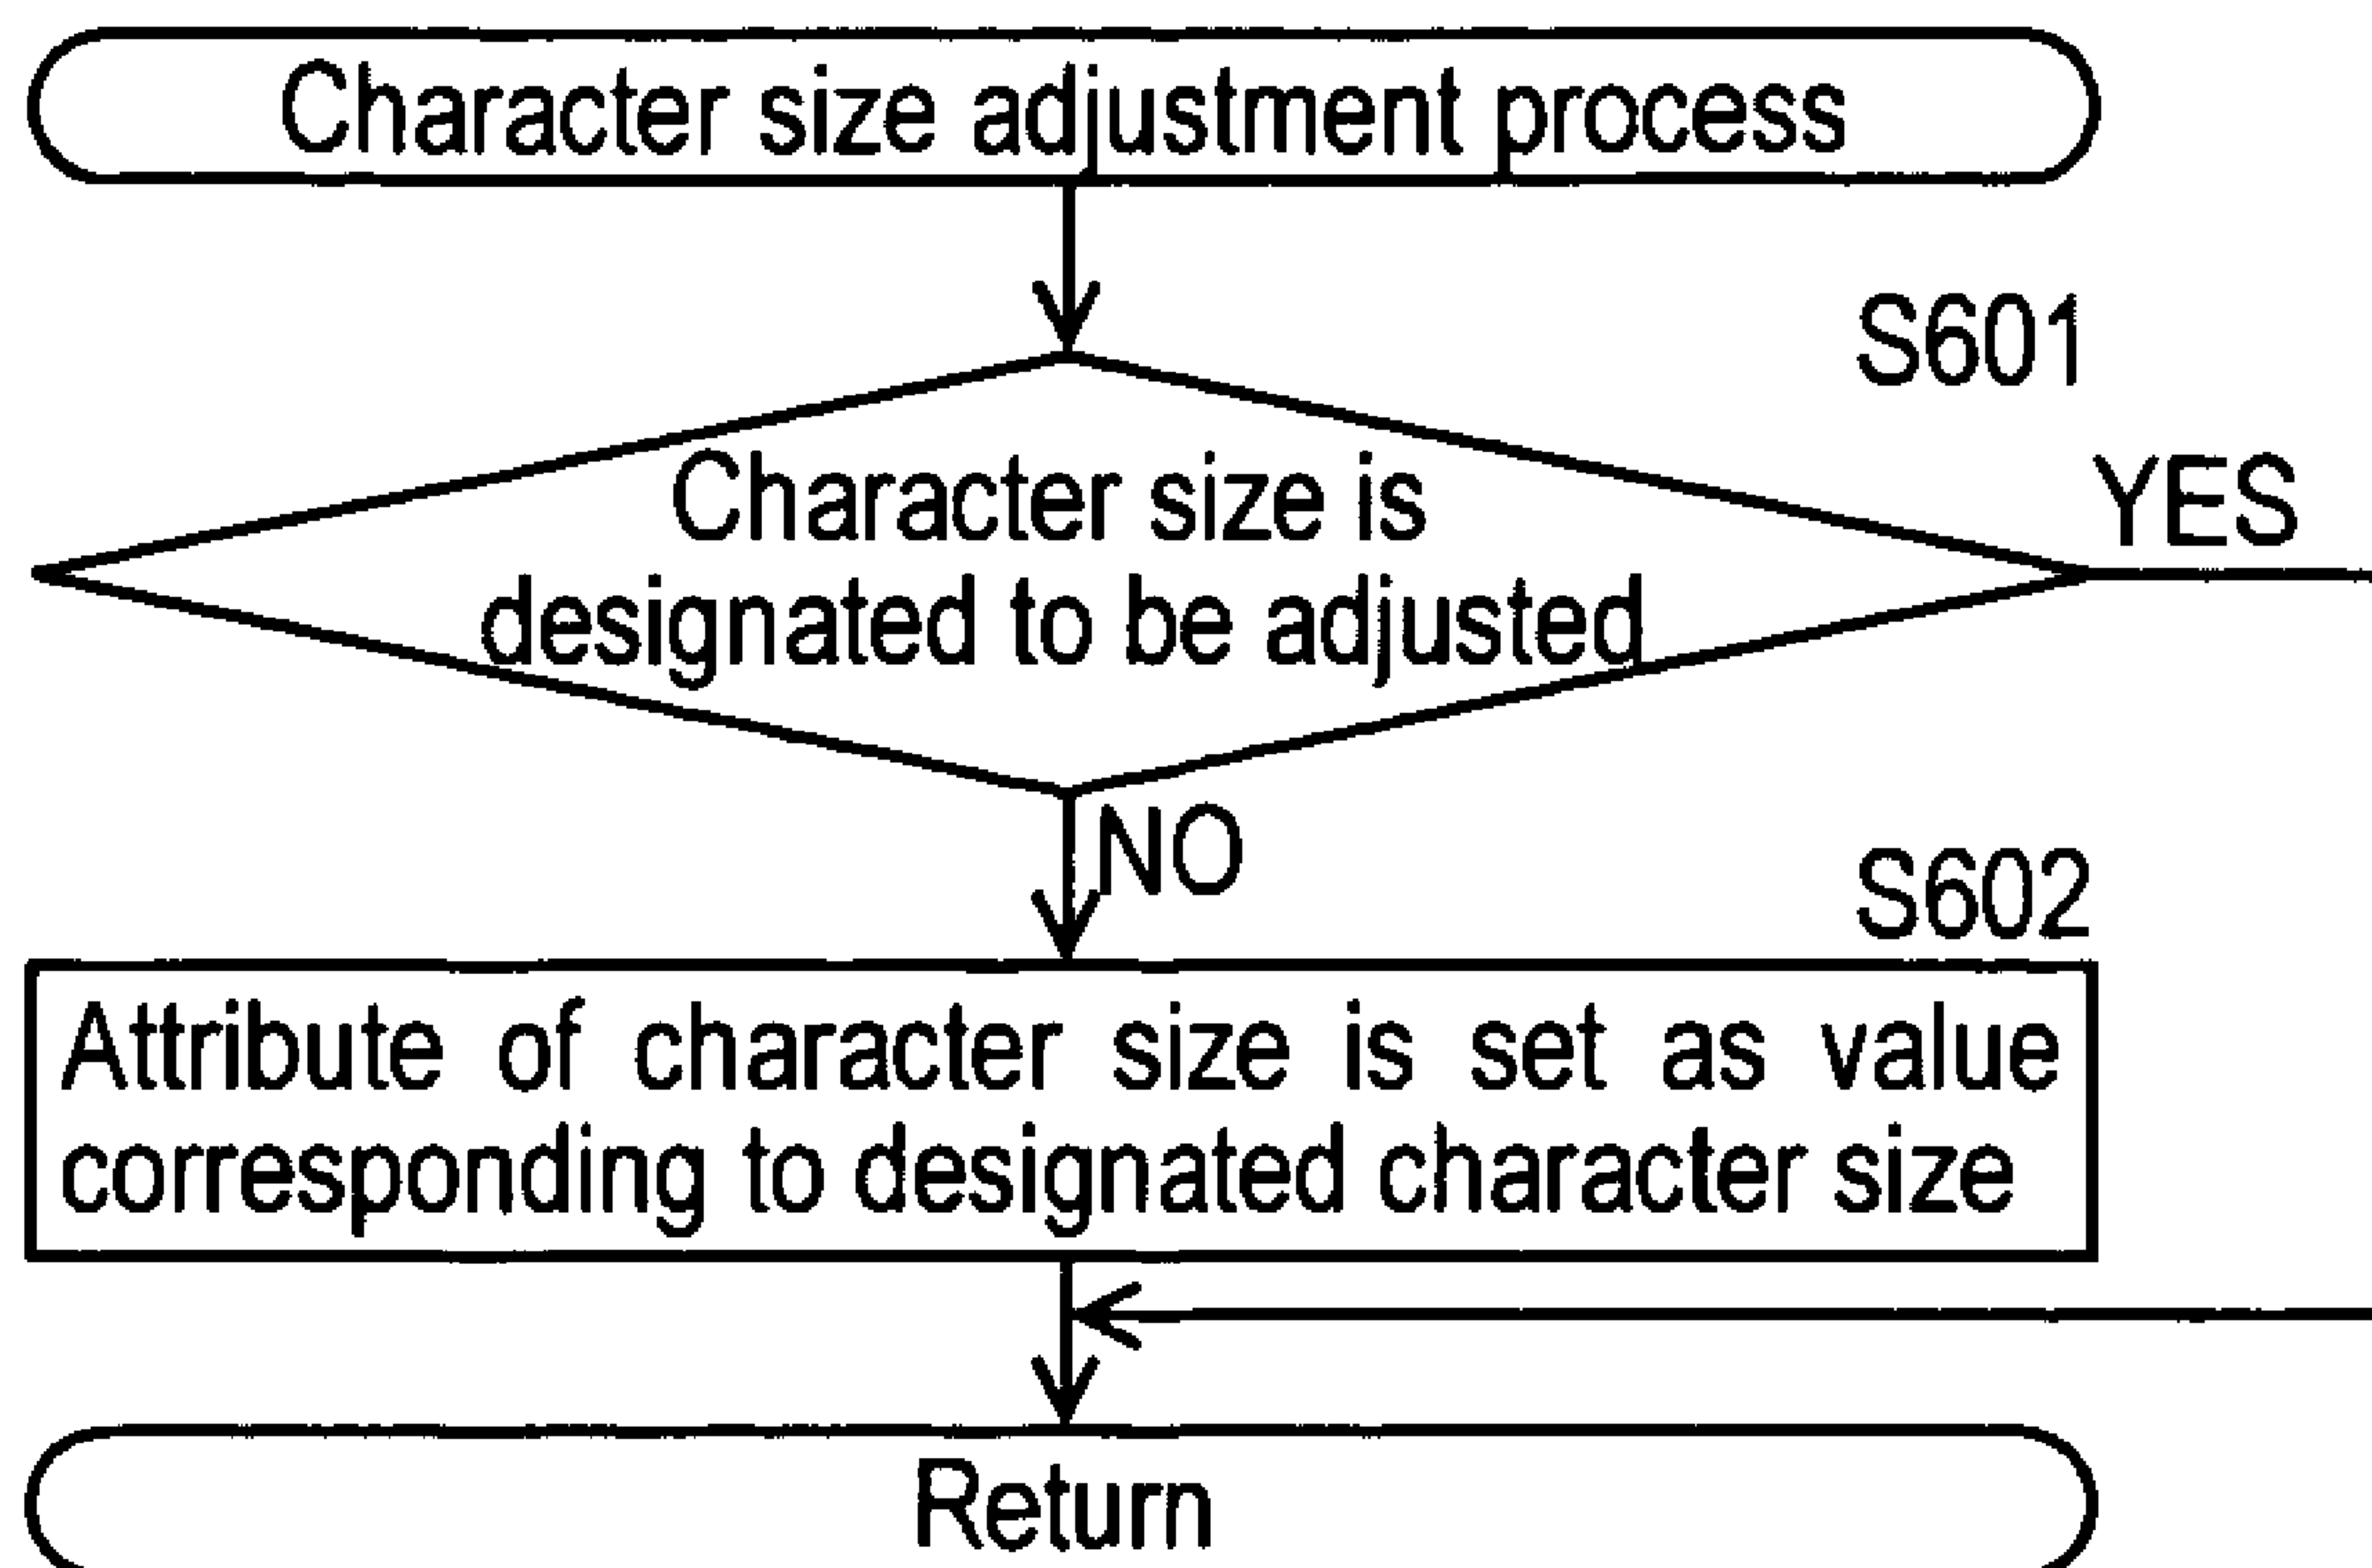 Character size adjustment process
S601
Character size is
designated to be adjusted
YES
NO
S602
Attribute of character size is set as value
corresponding to designated character size
Return